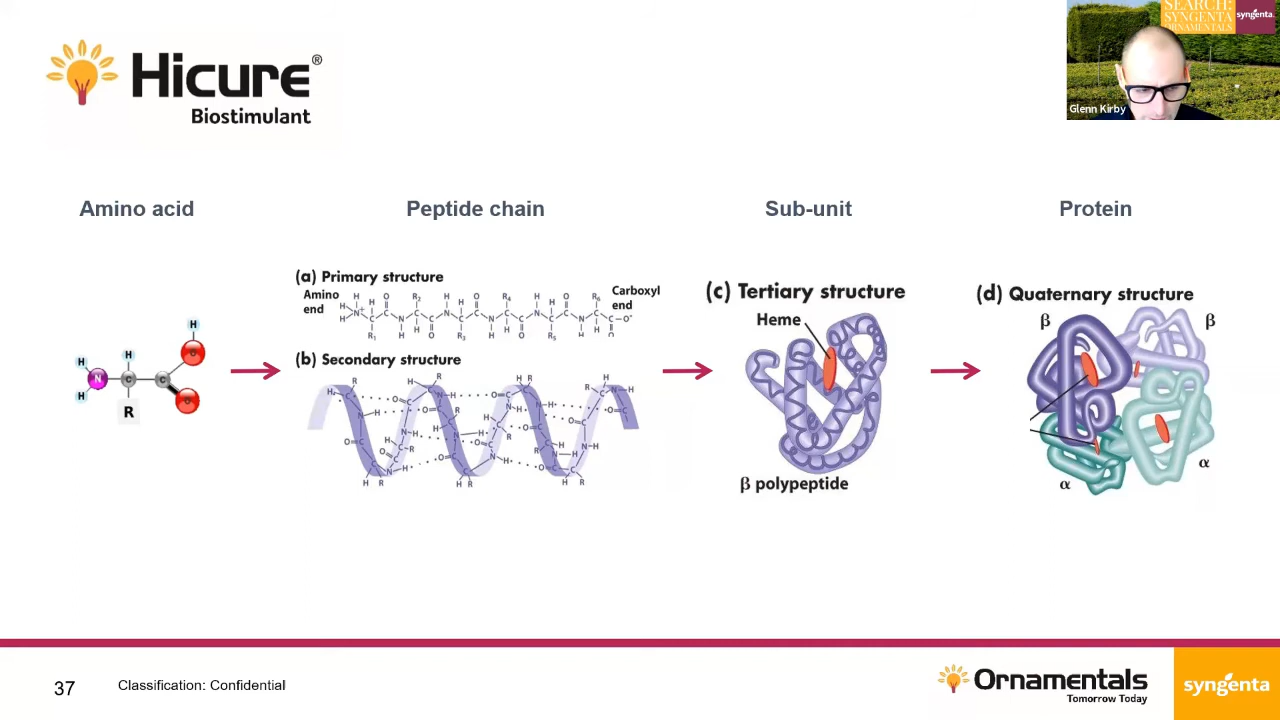 Hicure®
Biostimulant
SEARCH:
SYNGENTA
ORNAMENTALS
syngenta.
Glenn Kirby
Amino acid
Peptide chain
Sub-unit
Protein
H
H
H
N
C
C
O
O
H
R
(a) Primary structure
Amino
end
Carboxyl
end
(b) Secondary structure
(c) Tertiary structure
Heme
β polypeptide
(d) Quaternary structure
β
β
α
α
37
Classification: Confidential
Ornamentals
Tomorrow Today
syngenta